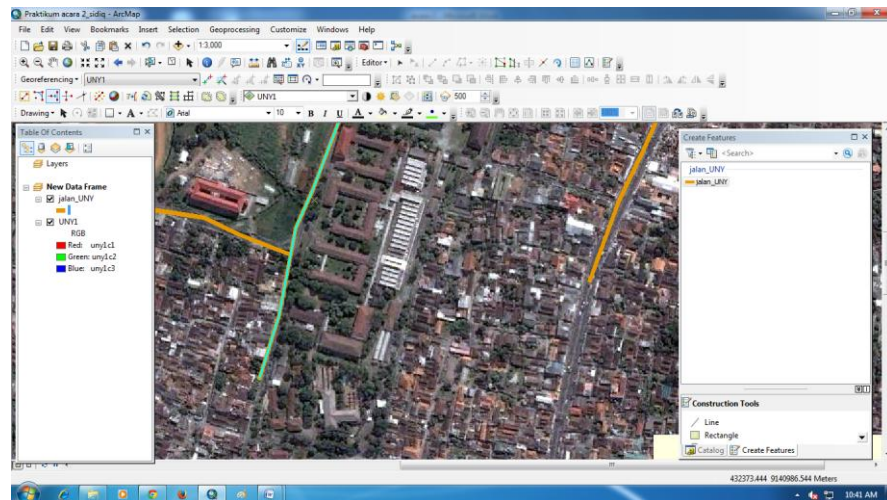 Praktikum acara 2_sidiq - ArcMap
File Edit View Bookmarks Insert Selection Geoprocessing Customize Windows Help
1:3,000
Editor
Georeferencing UNY1
UNY1 500
Drawing A Arial 10 B I U A
Table Of Contents
Layers
New Data Frame
jalan_UNY
UNY1
RGB
Red: uny1c1
Green: uny1c2
Blue: uny1c3
Create Features
<Search>
jalan_UNY
jalan_UNY
Construction Tools
Line
Rectangle
Catalog Create Features
432373.444 9140986.544 Meters
10:41 AM